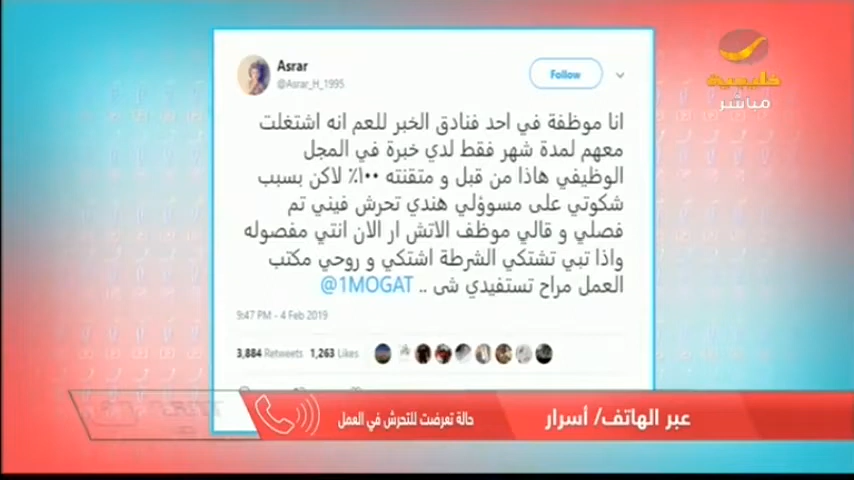 Asrar
@Asrar_H_1995
Follow
خليجية
مباشر
انا موظفة في احد فنادق الخبر للعم انه اشتغلت
معهم لمدة شهر فقط لدي خبرة في المجل
الوظيفي هاذا من قبل و متقنته ١٠٠٪ لاكن بسبب
شكوتي على مسوؤلي هندي تحرش فيني تم
فصلي و قالي موظف الاتش ار الان انتي مفصوله
واذا تبي تشتكي الشرطة اشتكي و روحي مكتب
العمل مراح تستفيدي شى .. @1MOGAT
9:47 PM - 4 Feb 2019
3,884 Retweets 1,263 Likes
عبر الهاتف/ أسرار
حالة تعرضت للتحرش في العمل